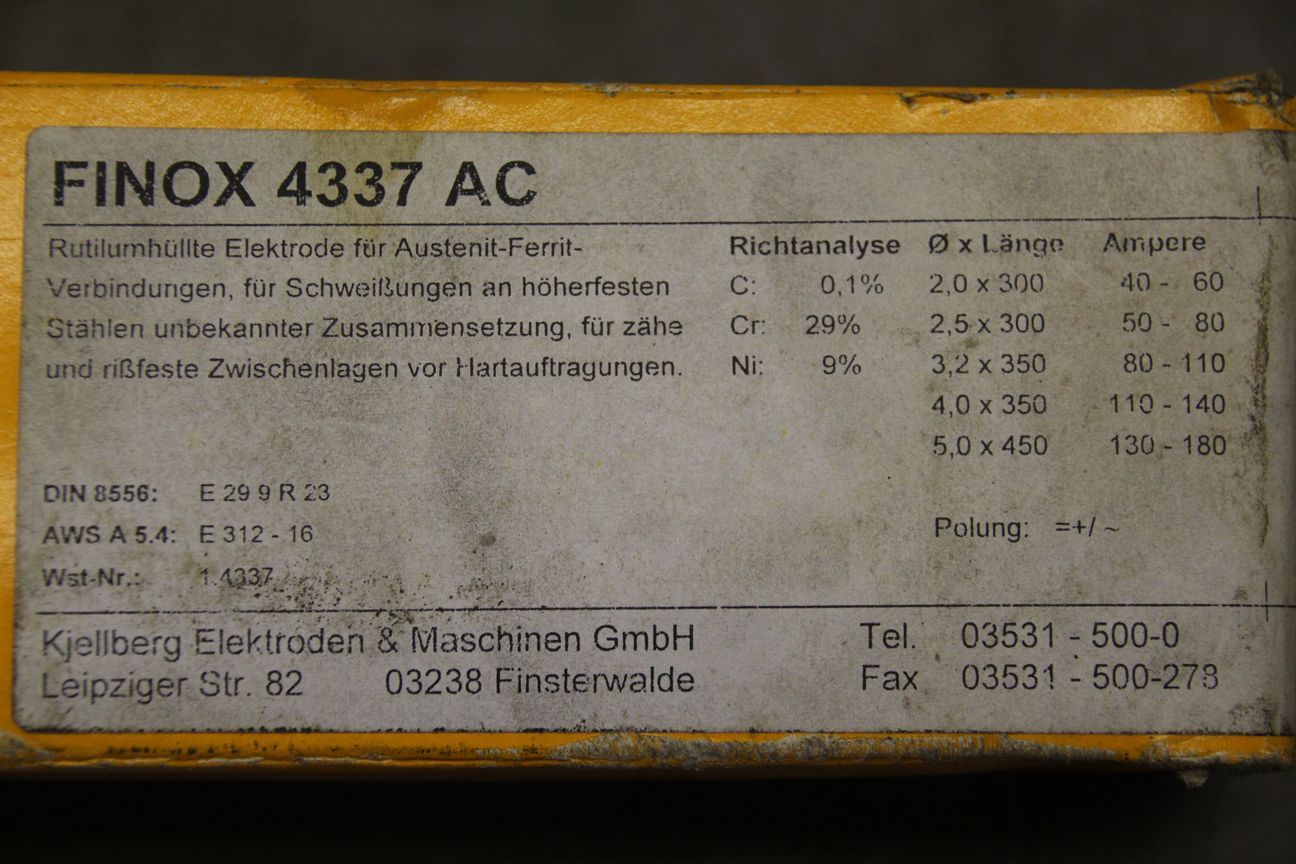 FINOX 4337 AC
Rutilumhüllte Elektrode für Austenit-Ferrit-
Verbindungen, für Schweißungen an höherfesten
Stählen unbekannter Zusammensetzung, für zähe
und rißfeste Zwischenlagen vor Hartauftragungen.
Richtanalyse Ø x Länge Ampere
C: 0,1% 2,0 x 300 40 - 60
Cr: 29% 2,5 x 300 50 - 80
Ni: 9% 3,2 x 350 80 - 110
4,0 x 350 110 - 140
5,0 x 450 130 - 180
DIN 8556: E 29 9 R 23
AWS A 5.4: E 312 - 16
Wst-Nr.: 1.4337
Polung: =+/ ~
Kjellberg Elektroden & Maschinen GmbH
Leipziger Str. 82 03238 Finsterwalde
Tel. 03531 - 500-0
Fax 03531 - 500-278